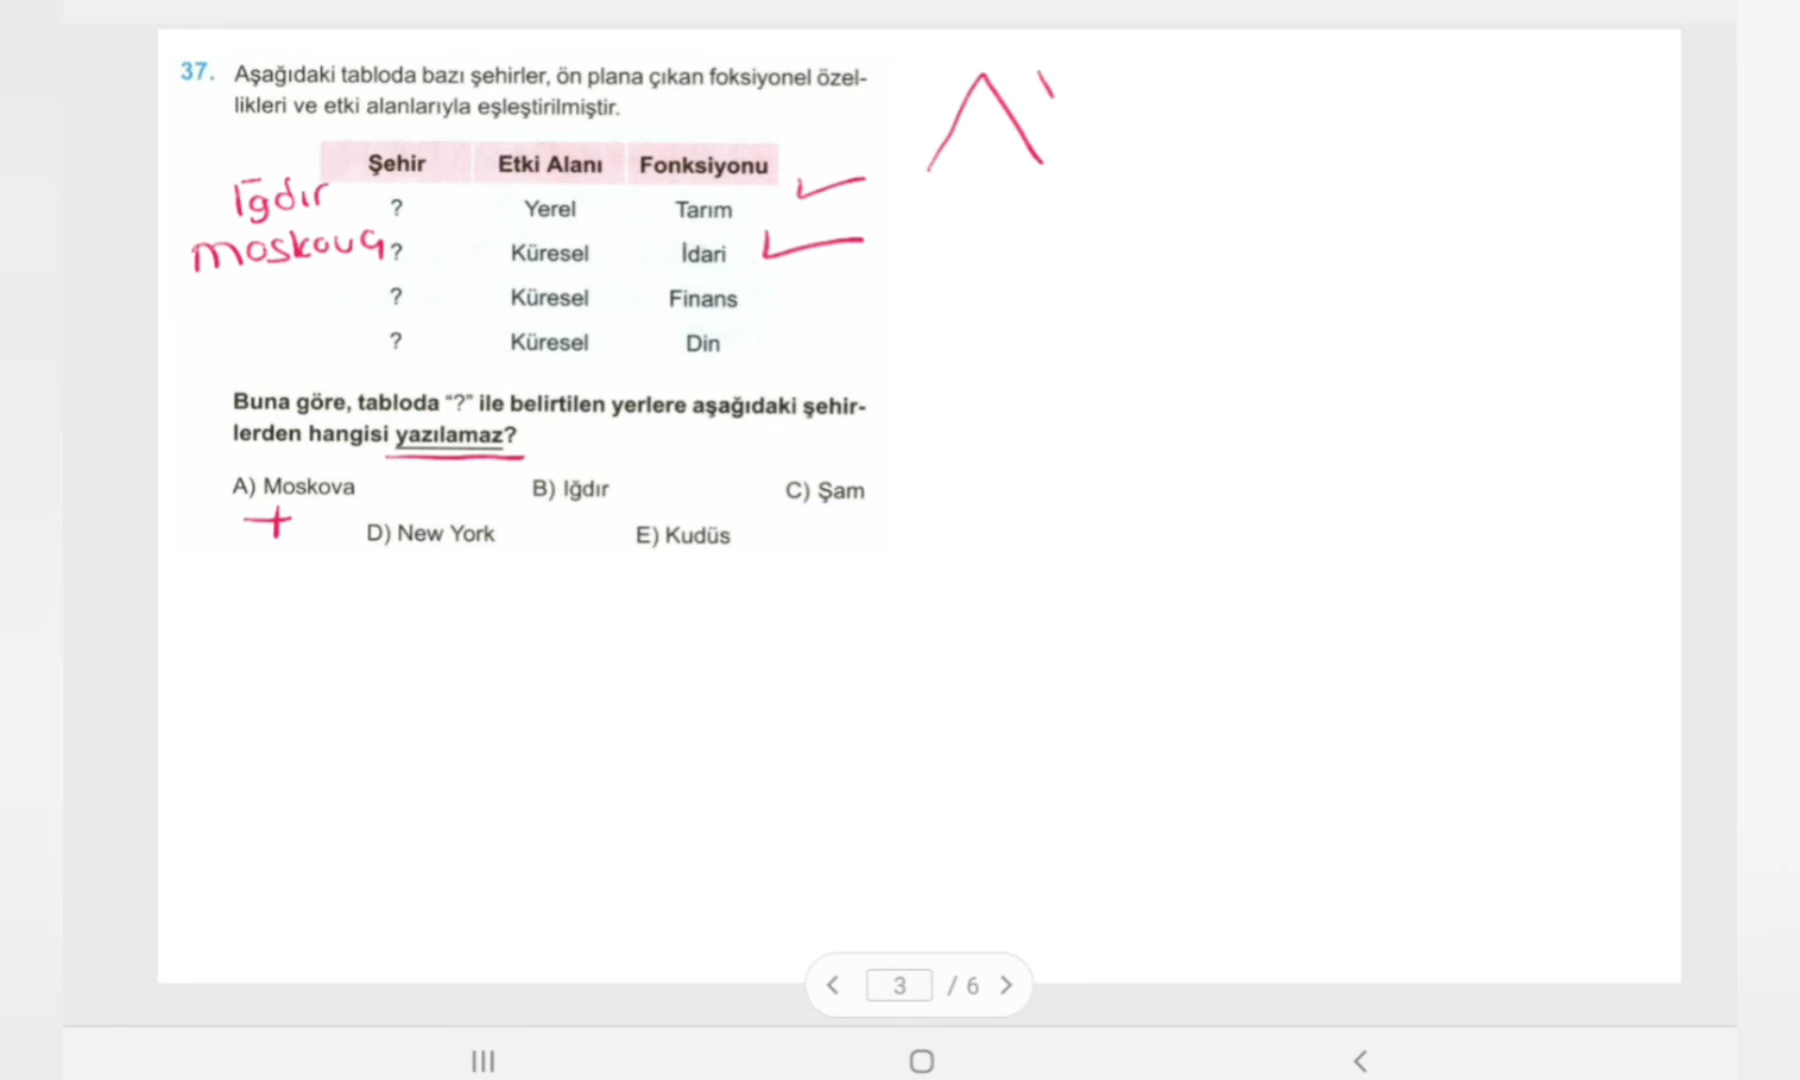 37. Aşağıdaki tabloda bazı şehirler, ön plana çıkan foksiyonel özel-
likleri ve etki alanlarıyla eşleştirilmiştir.
Şehir Etki Alanı Fonksiyonu
Iğdır ? Yerel Tarım
moskova ? Küresel İdari
? Küresel Finans
? Küresel Din
Buna göre, tabloda “?” ile belirtilen yerlere aşağıdaki şehir-
lerden hangisi yazılamaz?
A) Moskova B) Iğdır C) Şam
D) New York E) Kudüs
3 / 6